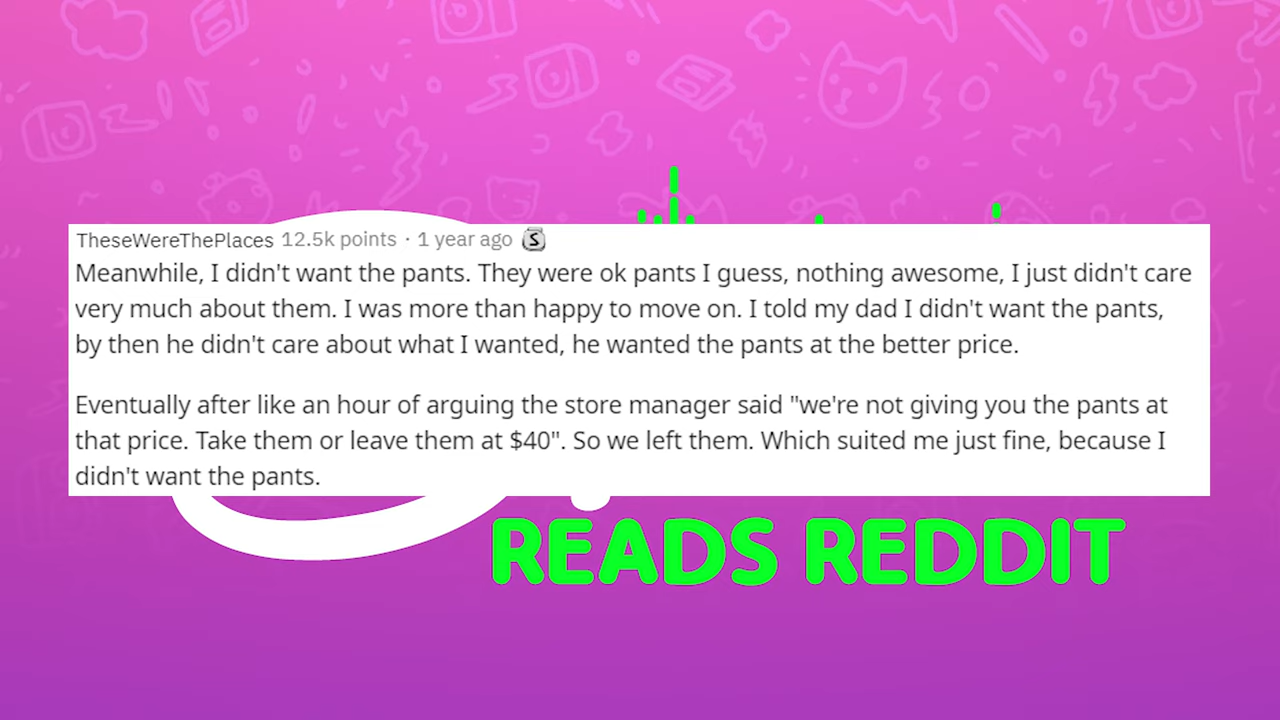 TheseWereThePlaces 12.5k points · 1 year ago S
Meanwhile, I didn't want the pants. They were ok pants I guess, nothing awesome, I just didn't care
very much about them. I was more than happy to move on. I told my dad I didn't want the pants,
by then he didn't care about what I wanted, he wanted the pants at the better price.
Eventually after like an hour of arguing the store manager said "we're not giving you the pants at
that price. Take them or leave them at $40". So we left them. Which suited me just fine, because I
didn't want the pants.
READS REDDIT